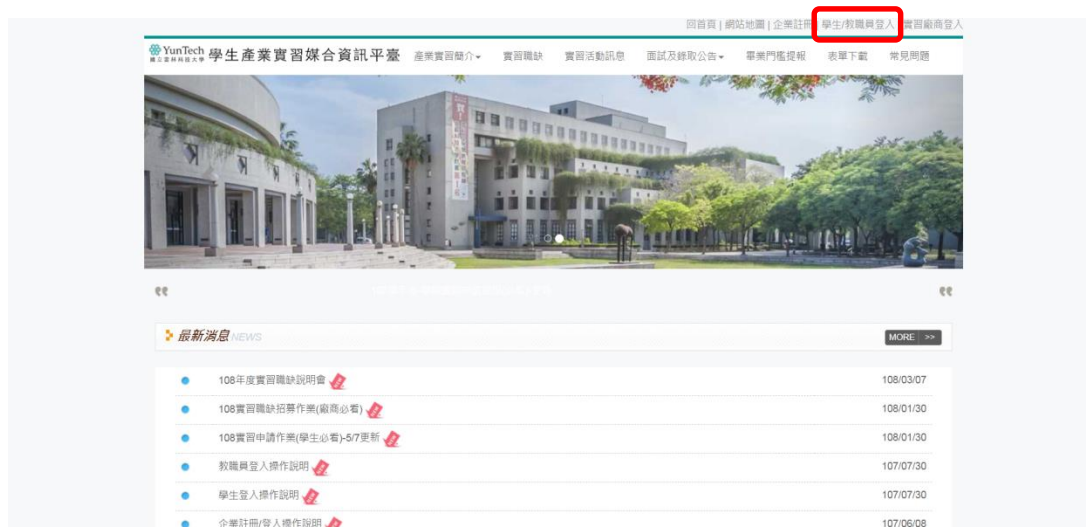 回首頁 | 網站地圖 | 企業註冊 | 學生/教職員登入 | 實習廠商登入
YunTech 國立雲林科技大學 學生產業實習媒合資訊平臺 產業實習簡介 實習職缺 實習活動訊息 面試及錄取公告 畢業門檻提報 表單下載 常見問題
最新消息 NEWS MORE >>
108年度實習職缺說明會 108/03/07
108實習職缺招募作業(廠商必看) 108/01/30
108實習申請作業(學生必看)-5/7更新 108/01/30
教職員登入操作說明 107/07/30
學生登入操作說明 107/07/30
企業註冊/登入操作說明 107/06/08